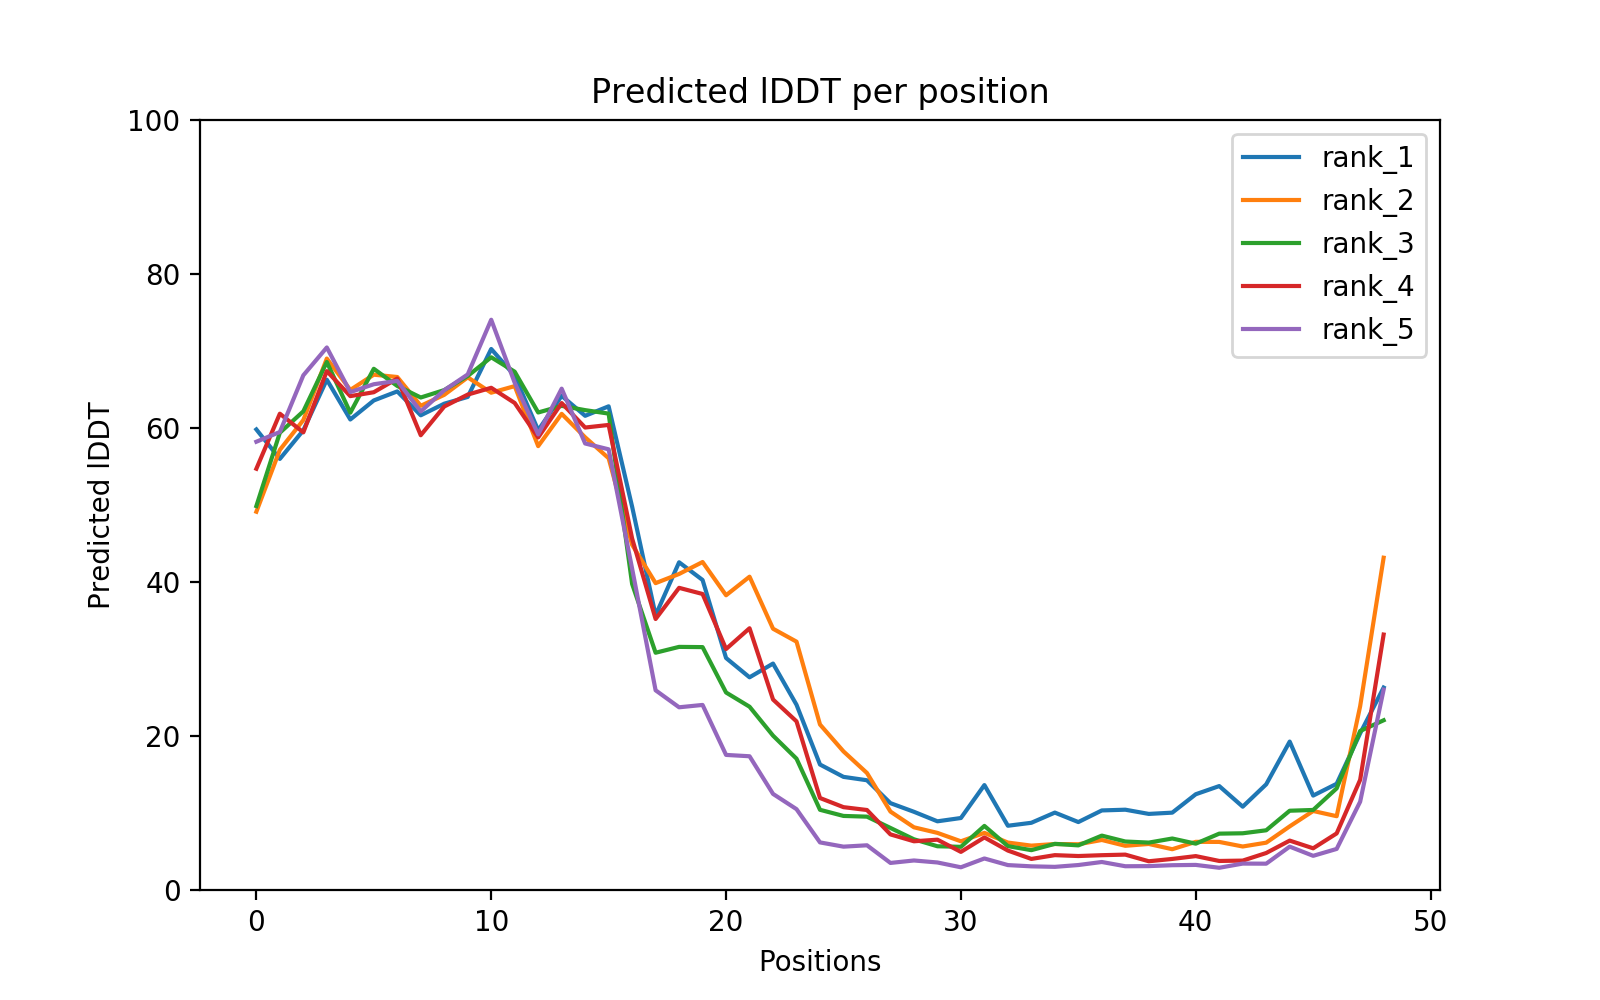 Predicted lDDT per position
100
80
60
40
20
0
Predicted lDDT
rank_1
rank_2
rank_3
rank_4
rank_5
0 10 20 30 40 50
Positions